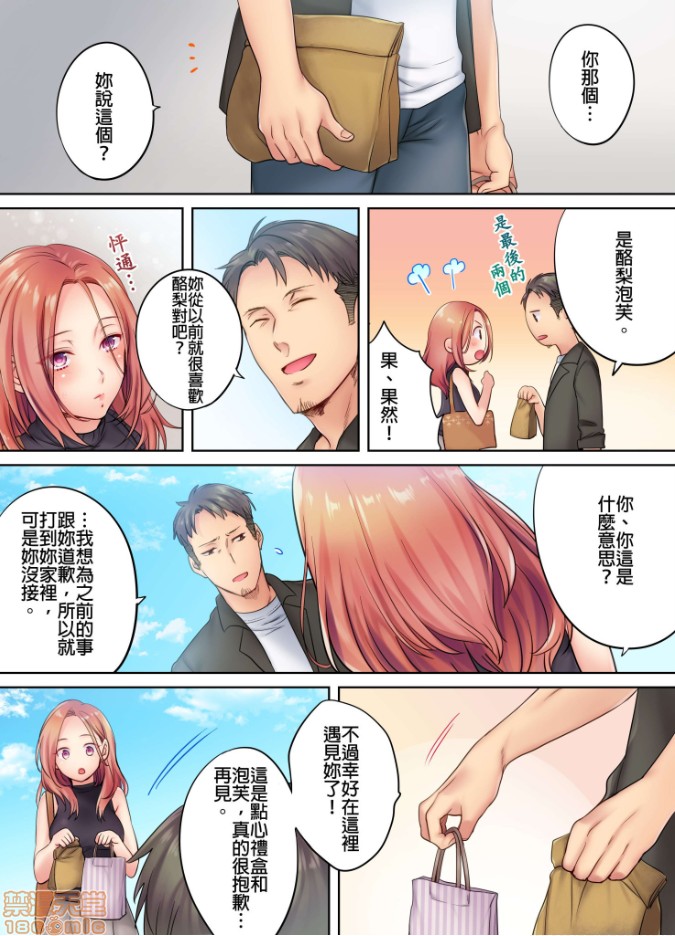 你那個⋯
妳說這個？
是酪梨泡芙。
是最後的
兩個
果、果然！
妳從以前就很喜歡
酪梨對吧？
怦通⋯
你、你這是
什麼意思？
⋯我想為之前的事
跟妳道歉，所以就
打到妳家裡，
可是妳沒接。
不過幸好在這裡
遇見妳了！
這是點心禮盒和
泡芙，真的很抱歉⋯
再見。
禁漫天堂